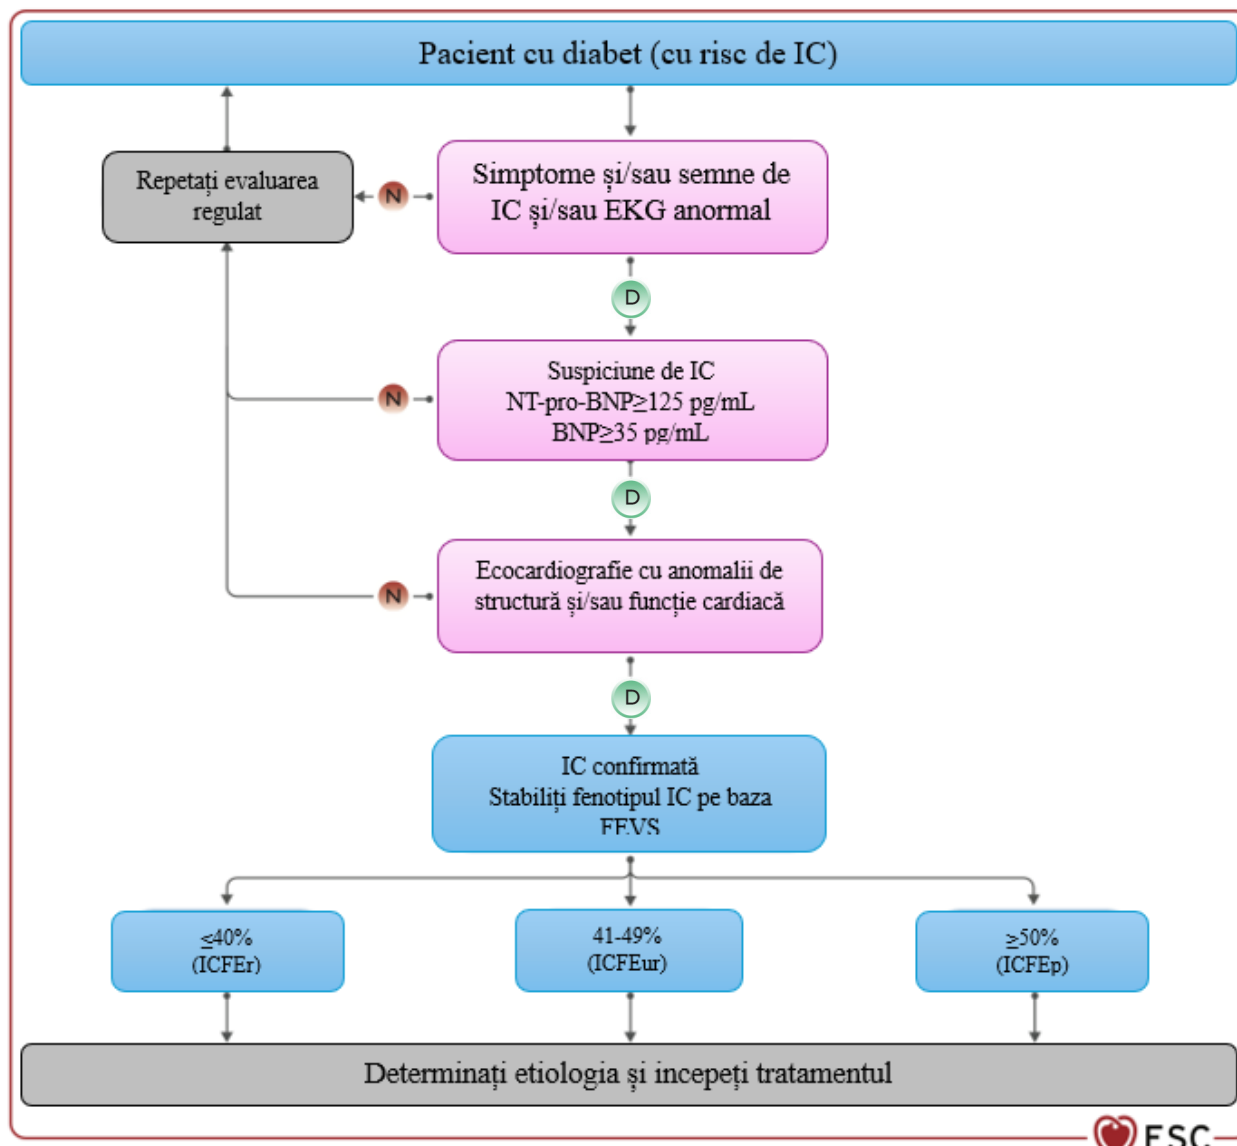 Pacient cu diabet (cu risc de IC)
Repetați evaluarea
regulat
N
Simptome și/sau semne de
IC și/sau EKG anormal
D
N
Suspiciune de IC
NT-pro-BNP≥125 pg/mL
BNP≥35 pg/mL
D
N
Ecocardiografie cu anomalii de
structură și/sau funcție cardiacă
D
IC confirmată
Stabiliți fenotipul IC pe baza
FEVS
≤40%
(ICFEr)
41-49%
(ICFEur)
≥50%
(ICFEp)
Determinați etiologia și incepeți tratamentul
ESC